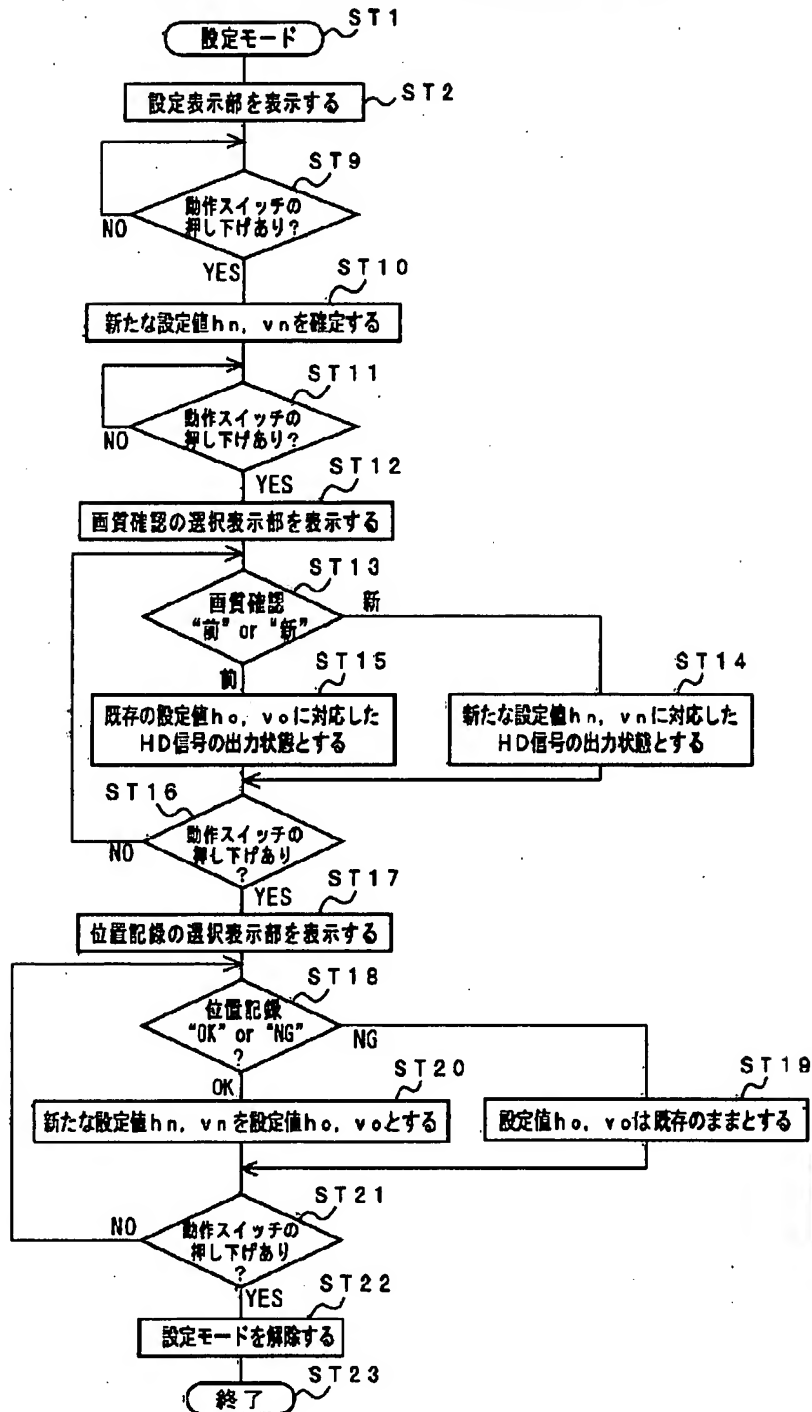 ST1
設定モード
ST2
設定表示部を表示する
ST9
動作スイッチの
押し下げあり?
NO
YES
ST10
新たな設定値hn, vnを確定する
ST11
動作スイッチの
押し下げあり?
NO
YES
ST12
画質確認の選択表示部を表示する
ST13
画質確認
“前” or “新”
新
前
ST15
既存の設定値ho, voに対応した
HD信号の出力状態とする
ST14
新たな設定値hn, vnに対応した
HD信号の出力状態とする
ST16
動作スイッチの
押し下げあり
?
NO
YES
ST17
位置記録の選択表示部を表示する
ST18
位置記録
“OK” or “NG”
?
NG
OK
ST20
新たな設定値hn, vnを設定値ho, voとする
ST19
設定値ho, voは既存のままとする
ST21
動作スイッチの
押し下げあり
?
NO
YES
ST22
設定モードを解除する
ST23
終了